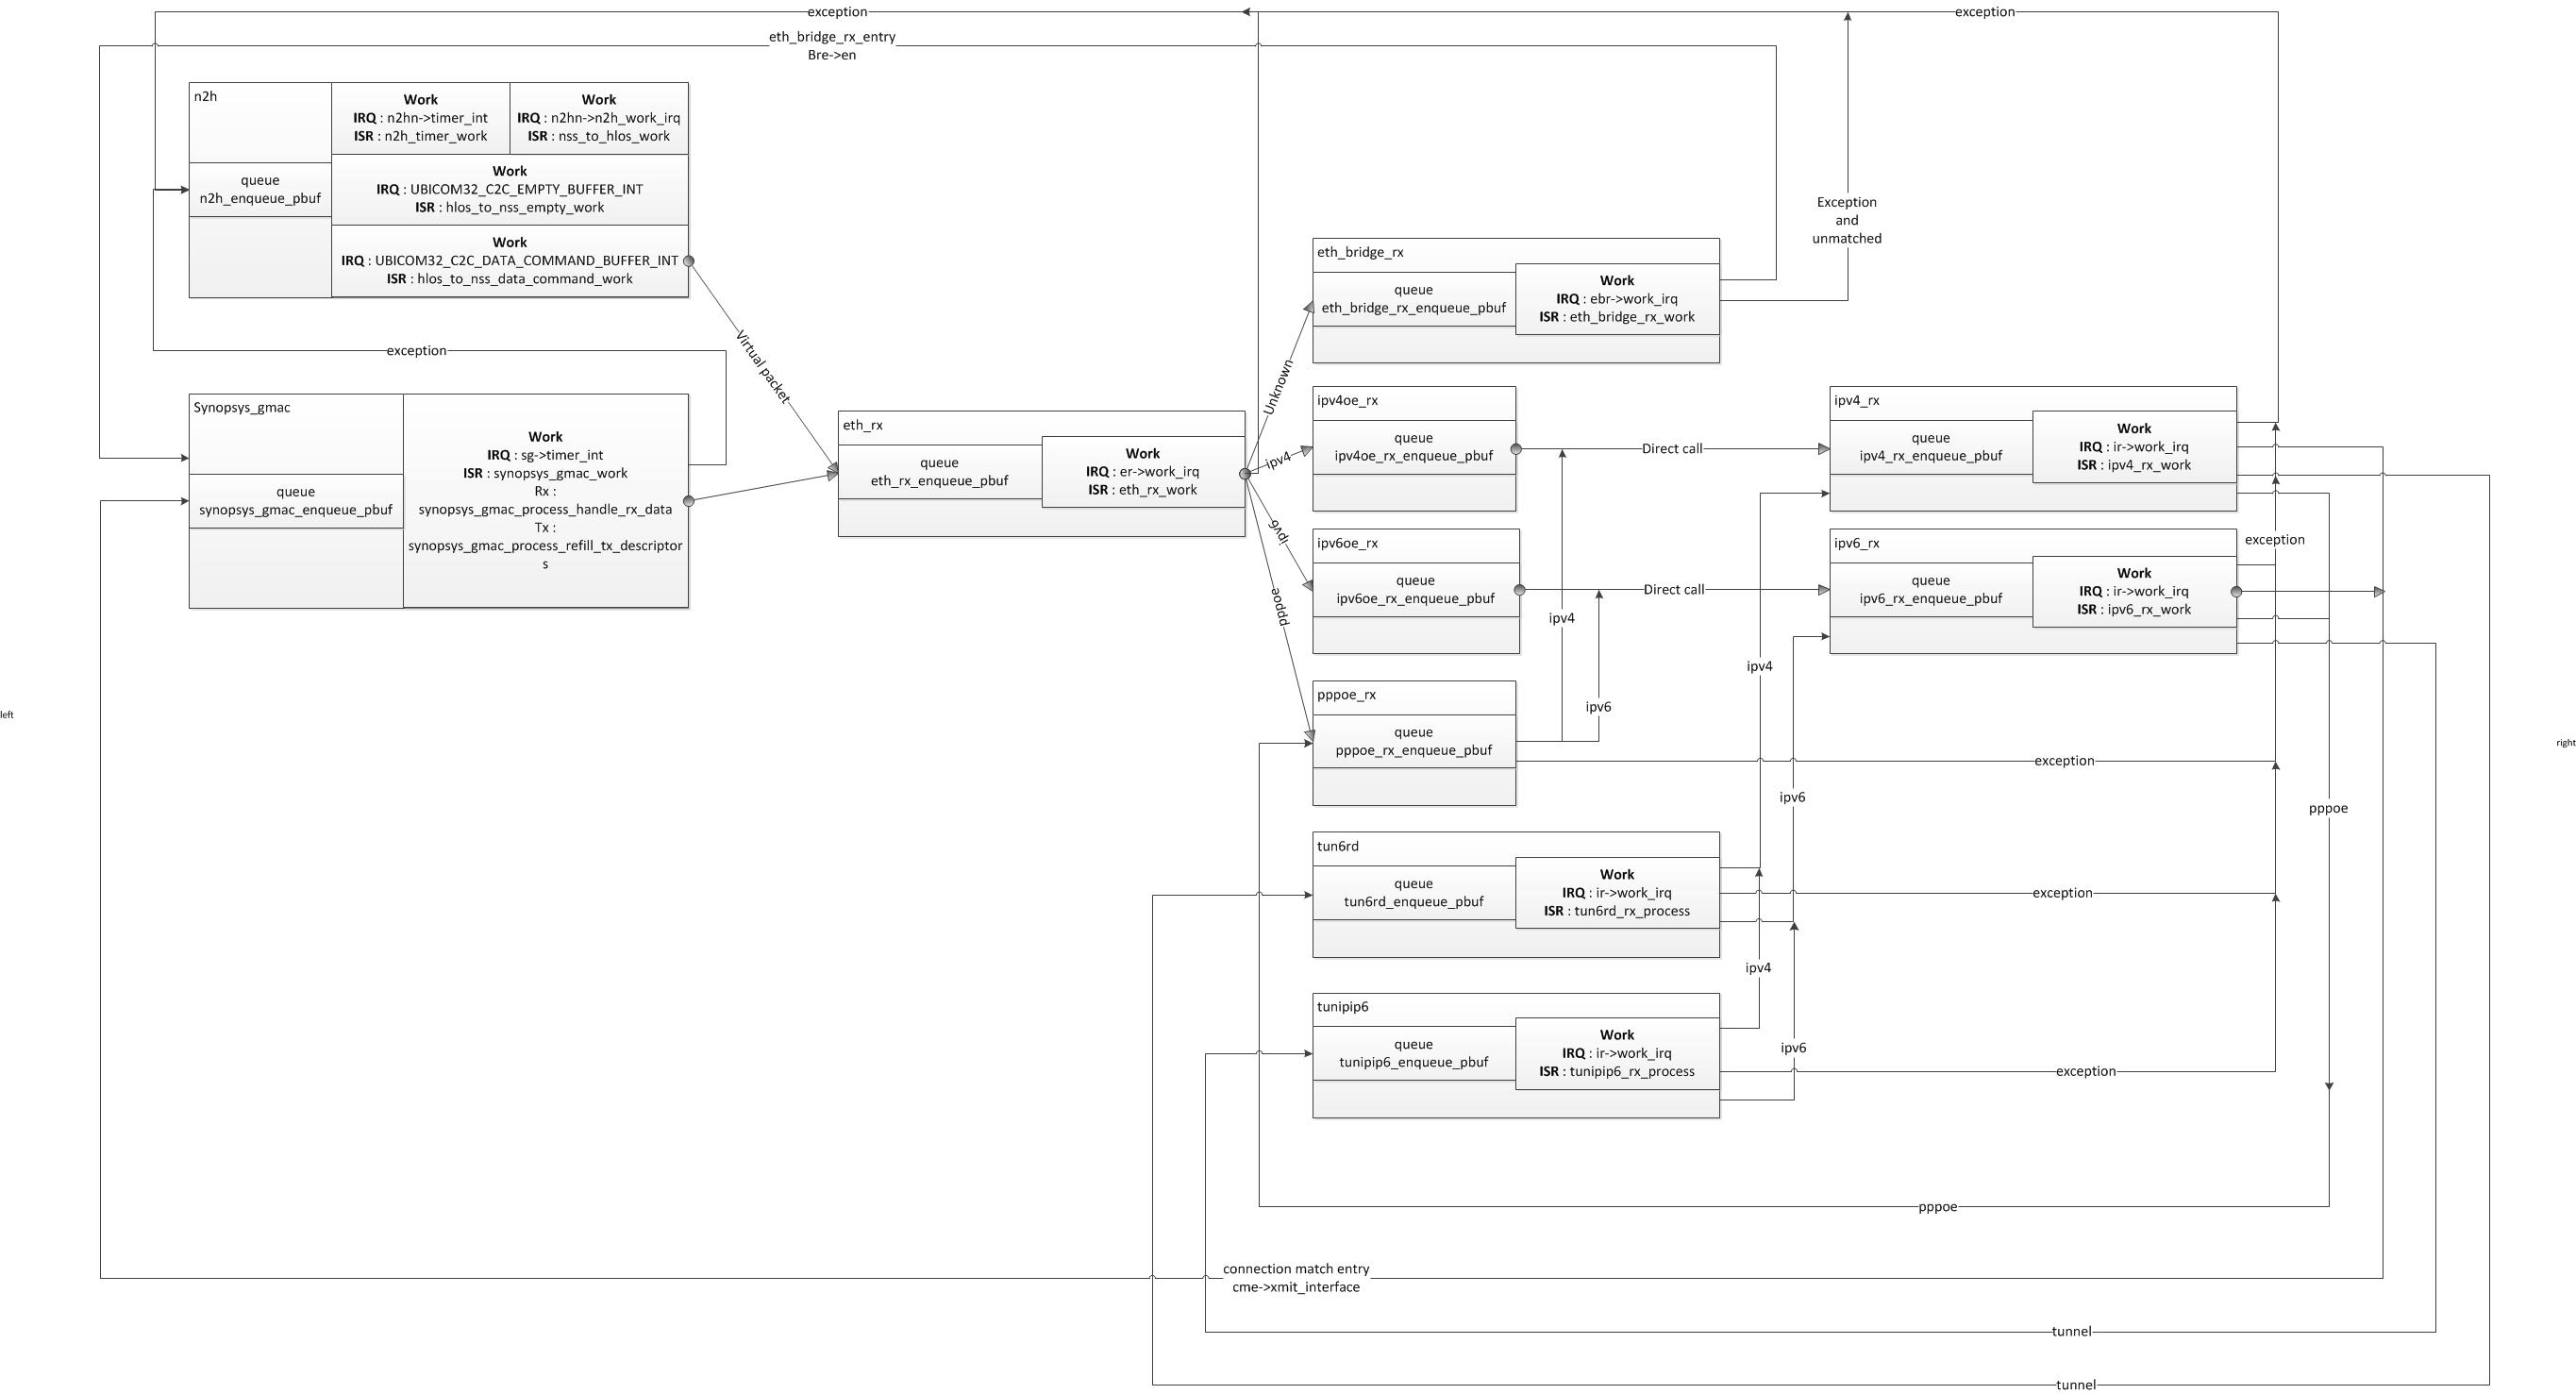 exception
exception
eth_bridge_rx_entry
Bre->en
n2h
Work
IRQ : n2hn->timer_int
ISR : n2h_timer_work
Work
IRQ : n2hn->n2h_work_irq
ISR : nss_to_hlos_work
queue
n2h_enqueue_pbuf
Work
IRQ : UBICOM32_C2C_EMPTY_BUFFER_INT
ISR : hlos_to_nss_empty_work
Work
IRQ : UBICOM32_C2C_DATA_COMMAND_BUFFER_INT
ISR : hlos_to_nss_data_command_work
Exception
and
unmatched
exception
Virtual packet
eth_bridge_rx
queue
eth_bridge_rx_enqueue_pbuf
Work
IRQ : ebr->work_irq
ISR : eth_bridge_rx_work
Synopsys_gmac
queue
synopsys_gmac_enqueue_pbuf
Work
IRQ : sg->timer_int
ISR : synopsys_gmac_work
Rx :
synopsys_gmac_process_handle_rx_data
Tx :
synopsys_gmac_process_refill_tx_descriptor
s
eth_rx
queue
eth_rx_enqueue_pbuf
Work
IRQ : er->work_irq
ISR : eth_rx_work
Unknown
ipv4
ipv6
pppoe
ipv4oe_rx
queue
ipv4oe_rx_enqueue_pbuf
Direct call
ipv4_rx
queue
ipv4_rx_enqueue_pbuf
Work
IRQ : ir->work_irq
ISR : ipv4_rx_work
exception
ipv6oe_rx
queue
ipv6oe_rx_enqueue_pbuf
Direct call
ipv6_rx
queue
ipv6_rx_enqueue_pbuf
Work
IRQ : ir->work_irq
ISR : ipv6_rx_work
ipv4
ipv4
ipv6
left
right
pppoe_rx
queue
pppoe_rx_enqueue_pbuf
exception
ipv6
pppoe
tun6rd
queue
tun6rd_enqueue_pbuf
Work
IRQ : ir->work_irq
ISR : tun6rd_rx_process
exception
ipv4
tunipip6
queue
tunipip6_enqueue_pbuf
Work
IRQ : ir->work_irq
ISR : tunipip6_rx_process
ipv6
exception
pppoe
connection match entry
cme->xmit_interface
tunnel
tunnel